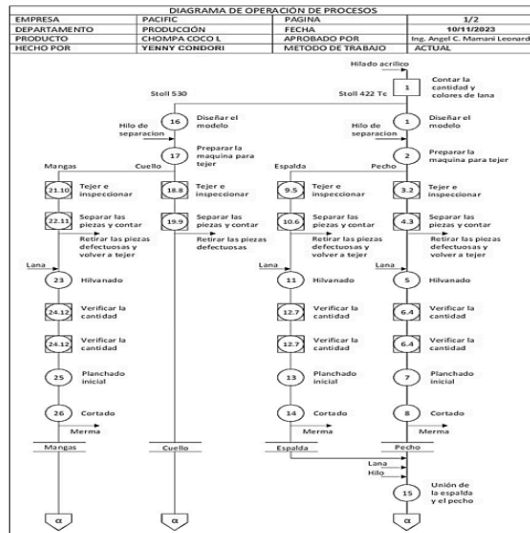 DIAGRAMA DE OPERACIÓN DE PROCESOS
EMPRESA PACIFIC PAGINA 1/2
DEPARTAMENTO PRODUCCIÓN FECHA 10/11/2023
PRODUCTO CHOMPA COCO L APROBADO POR Ing. Angel C. Mamani Leonard
HECHO POR YENNY CONDORI METODO DE TRABAJO ACTUAL
Hilado acrilico
1 Contar la
cantidad y
colores de lana
Stoll 530 Stoll 422 Tc
16 Diseñar el
modelo
1 Diseñar el
modelo
Hilo de
separacion
Hilo de
separacion
17 Preparar la
maquina para
tejer
2 Preparar la
maquina para tejer
Mangas Cuello Espalda Pecho
21.10 Tejer e
inspeccionar
18.8 Tejer e
inspeccionar
9.5 Tejer e
inspeccionar
3.2 Tejer e
inspeccionar
22.11 Separar las
piezas y contar
19.9 Separar las
piezas y contar
10.6 Separar las
piezas y contar
4.3 Separar las
piezas y contar
Retirar las piezas
defectuosas y
volver a tejer
Retirar las piezas
defectuosas
Retirar las piezas
defectuosas y
volver a tejer
Retirar las piezas
defectuosas y
volver a tejer
Lana Lana Lana
23 Hilvanado
11 Hilvanado
5 Hilvanado
24.12 Verificar la
cantidad
12.7 Verificar la
cantidad
6.4 Verificar la
cantidad
24.12 Verificar la
cantidad
12.7 Verificar la
cantidad
6.4 Verificar la
cantidad
25 Planchado
inicial
13 Planchado
inicial
7 Planchado
inicial
26 Cortado
14 Cortado
8 Cortado
Merma Merma Merma
Mangas Cuello Espalda Pecho
Lana
Hilo
15 Unión de
la espalda
y el pecho
α α α